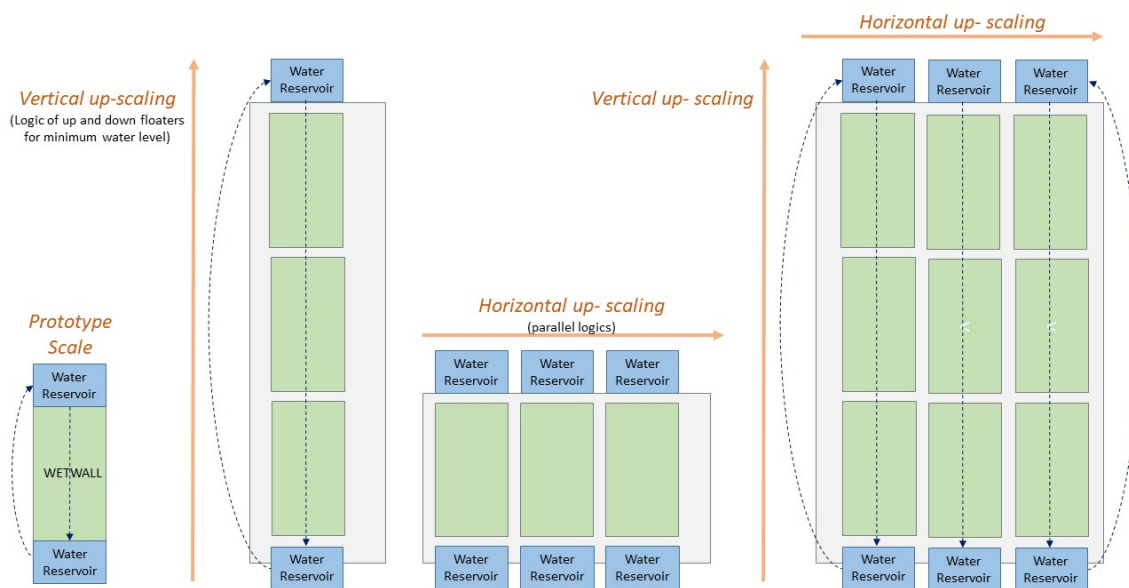 Prototype
Scale
Water
Reservoir
WETWALL
Water
Reservoir
Vertical up-scaling
(Logic of up and down floaters
for minimum water level)
Water
Reservoir
Water
Reservoir
Horizontal up- scaling
(parallel logics)
Water
Reservoir
Water
Reservoir
Water
Reservoir
Water
Reservoir
Water
Reservoir
Water
Reservoir
Horizontal up- scaling
Vertical up- scaling
Water
Reservoir
Water
Reservoir
Water
Reservoir
<
<
Water
Reservoir
Water
Reservoir
Water
Reservoir